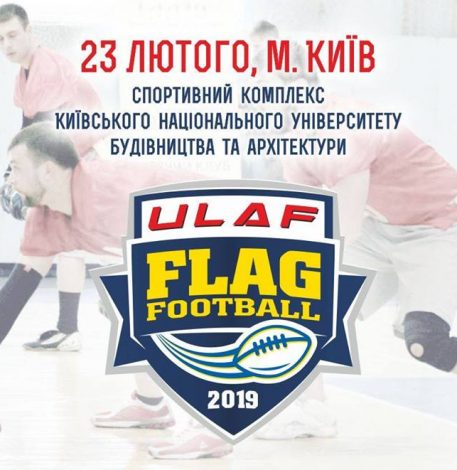 23 ЛЮТОГО, М. КИЇВ
СПОРТИВНИЙ КОМПЛЕКС
КИЇВСЬКОГО НАЦІОНАЛЬНОГО УНІВЕРСИТЕТУ
БУДІВНИЦТВА ТА АРХІТЕКТУРИ
ULAF
FLAG
FOOTBALL
2019